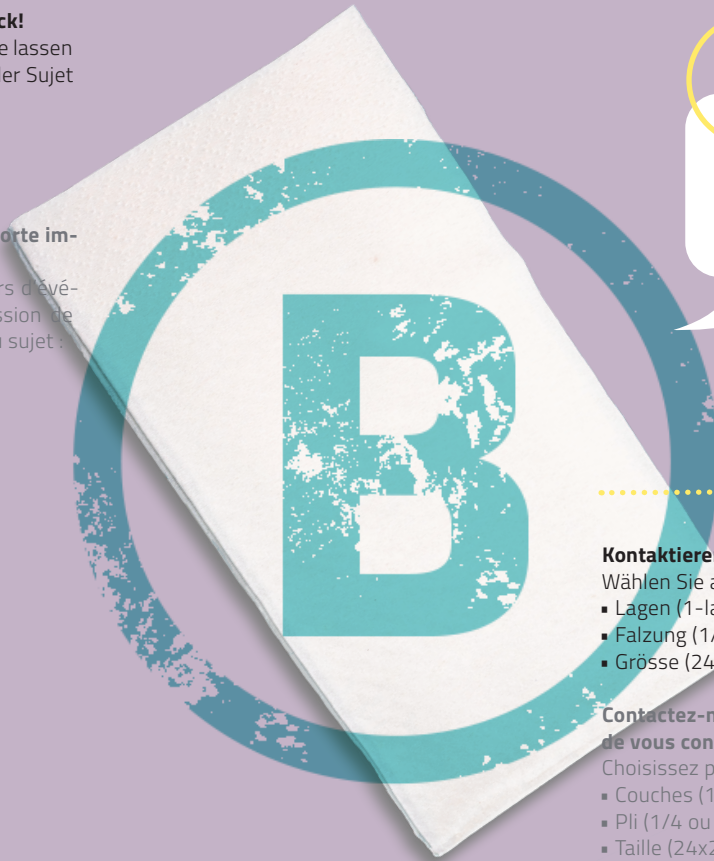 ck!
e lassen
der Sujet
orte im-
rs d'évé-
ssion de
u sujet :
B
Kontaktiere
Wählen Sie a
▪ Lagen (1-la
▪ Falzung (1/
▪ Grösse (24
Contactez-n
de vous con
Choisissez p
▪ Couches (1
▪ Pli (1/4 ou
▪ Taille (24x2